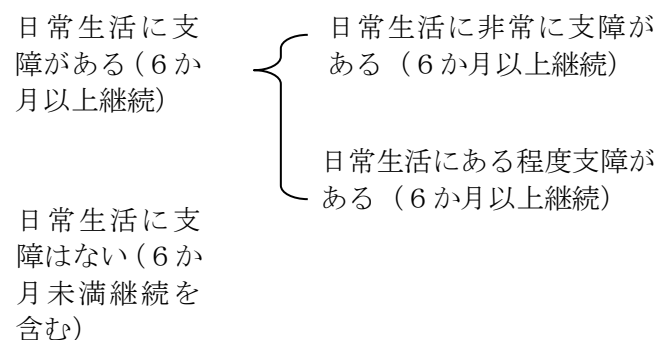 日常生活に支
障がある（６か
月以上継続）
日常生活に非常に支障が
ある（６か月以上継続）
日常生活にある程度支障が
ある（６か月以上継続）
日常生活に支
障はない（６か
月未満継続を
含む）